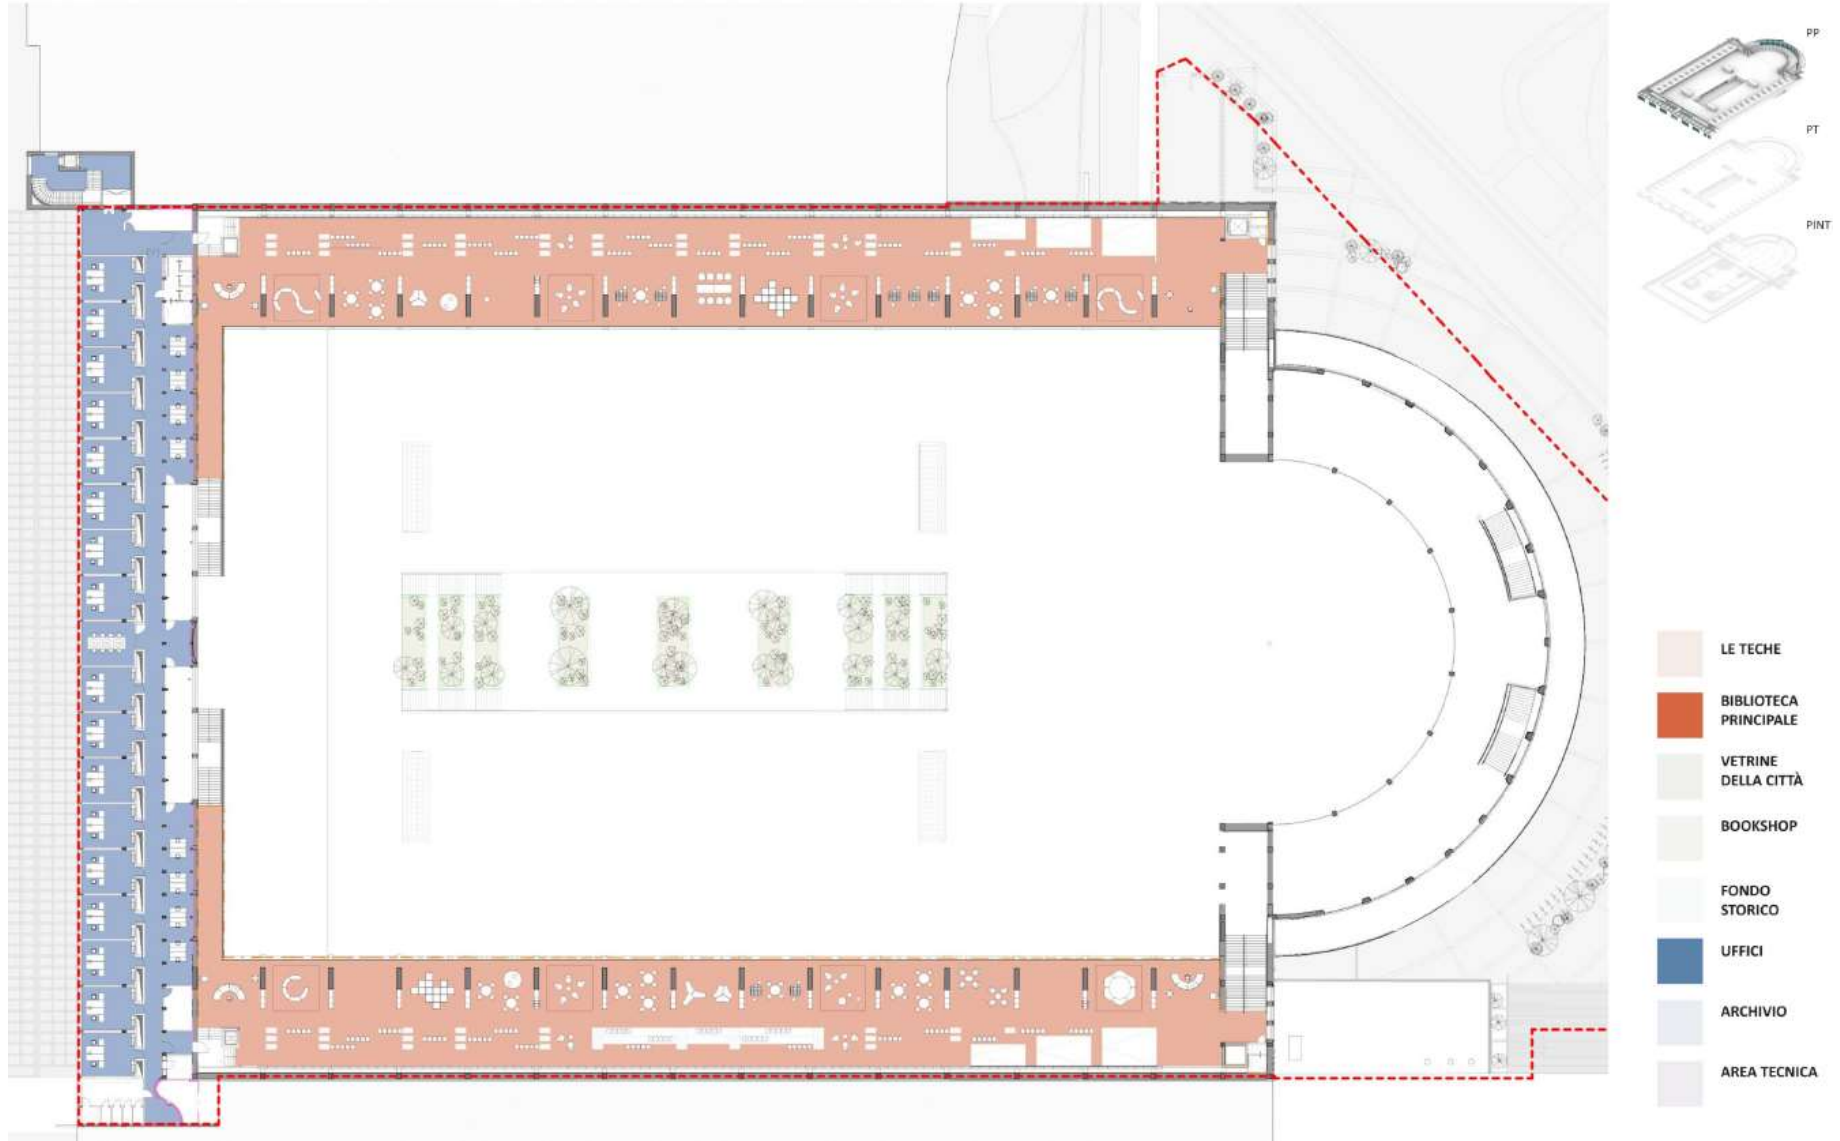 PP
PT
PINT
LE TECHE
BIBLIOTECA
PRINCIPALE
VETRINE
DELLA CITTÀ
BOOKSHOP
FONDO
STORICO
UFFICI
ARCHIVIO
AREA TECNICA